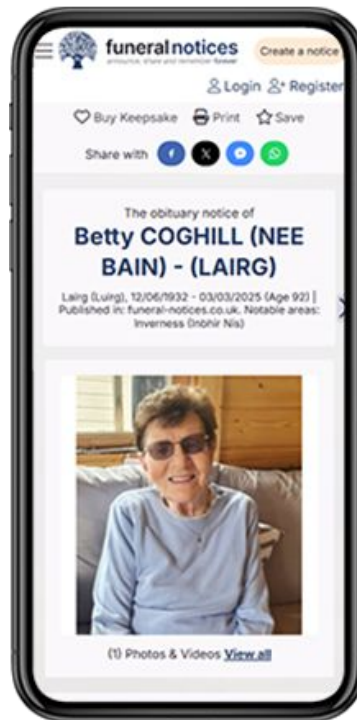 funeralnotices
announce, share and remember forever
Create a notice
Login Register
Buy Keepsake Print Save
Share with
The obituary notice of
Betty COGHILL (NEE
BAIN) - (LAIRG)
Lairg (Luirg), 12/06/1932 - 03/03/2025 (Age 92) |
Published in: funeral-notices.co.uk. Notable areas:
Inverness (Inbhir Nis)
(1) Photos & Videos View all